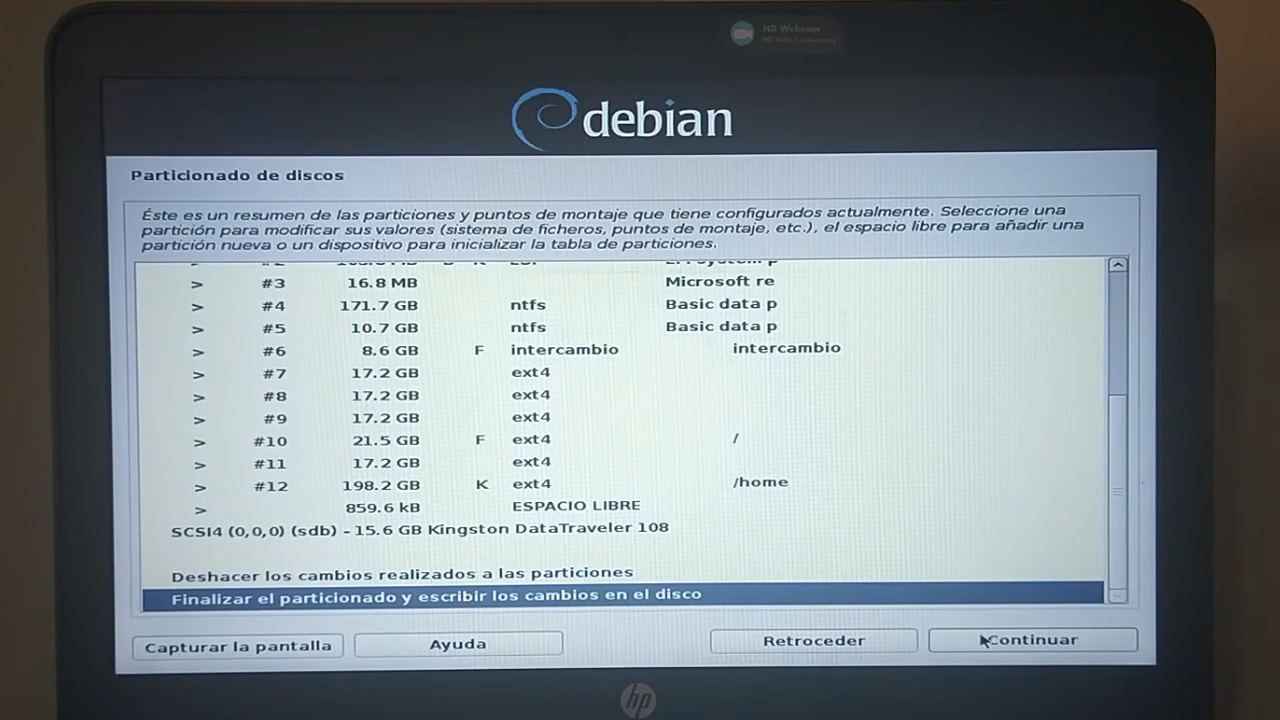 HD Webcam
HD Video Conferencing
debian
Particionado de discos
Éste es un resumen de las particiones y puntos de montaje que tiene configurados actualmente. Seleccione una
partición para modificar sus valores (sistema de ficheros, puntos de montaje, etc.), el espacio libre para añadir una
partición nueva o un dispositivo para inicializar la tabla de particiones.
> #3 16.8 MB Microsoft re
> #4 171.7 GB ntfs Basic data p
> #5 10.7 GB ntfs Basic data p
> #6 8.6 GB F intercambio intercambio
> #7 17.2 GB ext4
> #8 17.2 GB ext4
> #9 17.2 GB ext4
> #10 21.5 GB F ext4 /
> #11 17.2 GB ext4
> #12 198.2 GB K ext4 /home
> 859.6 kB ESPACIO LIBRE
SCSI4 (0,0,0) (sdb) - 15.6 GB Kingston DataTraveler 108
Deshacer los cambios realizados a las particiones
Finalizar el particionado y escribir los cambios en el disco
Capturar la pantalla Ayuda Retroceder Continuar
hp